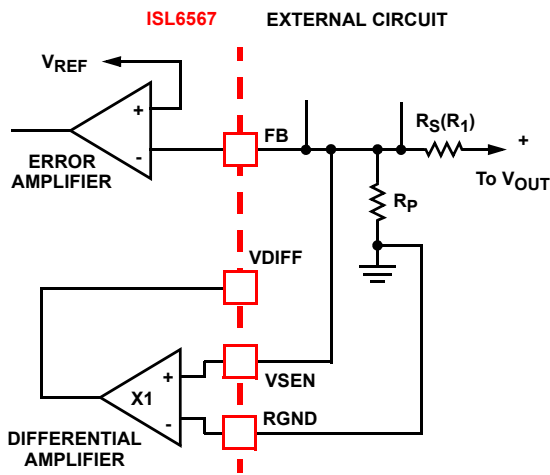 ISL6567
EXTERNAL CIRCUIT
VREF
+
-
ERROR
AMPLIFIER
FB
RS(R1)
+
To VOUT
RP
VDIFF
+
X1
-
VSEN
RGND
DIFFERENTIAL
AMPLIFIER